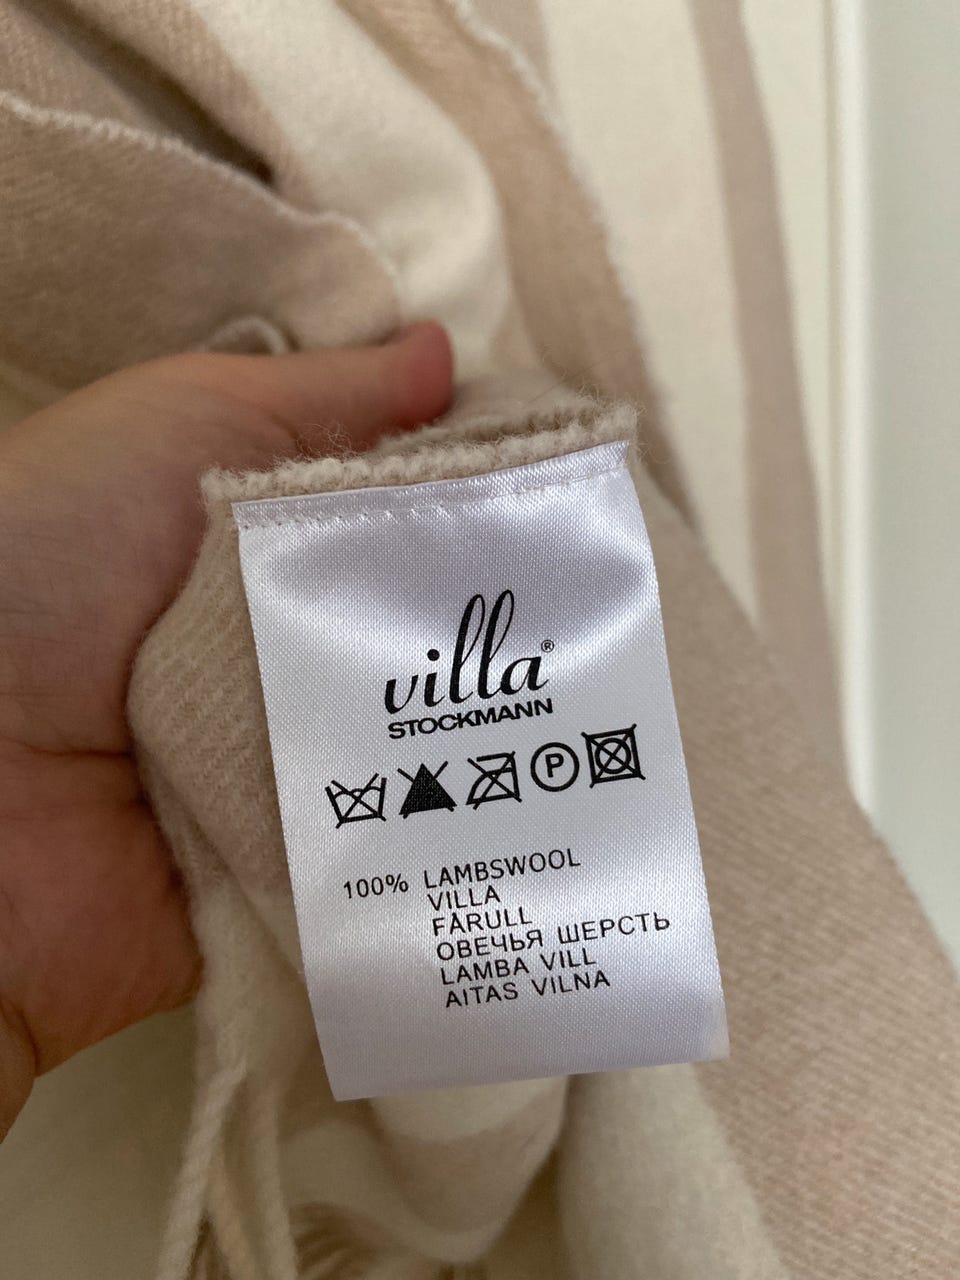 villa®
STOCKMANN
P
100% LAMBSWOOL
VILLA
FÅRULL
ОВЕЧЬЯ ШЕРСТЬ
LAMBA VILL
AITAS VILNA